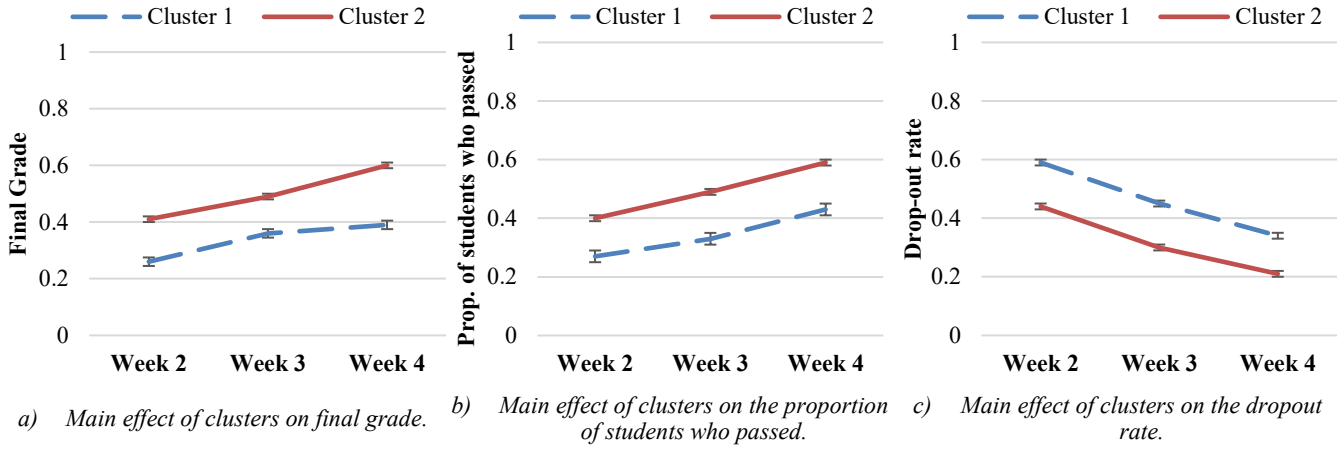 Cluster 1 Cluster 2
Final Grade
1
0.8
0.6
0.4
0.2
0
Week 2 Week 3 Week 4
a) Main effect of clusters on final grade.
Cluster 1 Cluster 2
Prop. of students who passed
1
0.8
0.6
0.4
0.2
0
Week 2 Week 3 Week 4
b) Main effect of clusters on the proportion
of students who passed.
Cluster 1 Cluster 2
Drop-out rate
1
0.8
0.6
0.4
0.2
0
Week 2 Week 3 Week 4
c) Main effect of clusters on the dropout
rate.